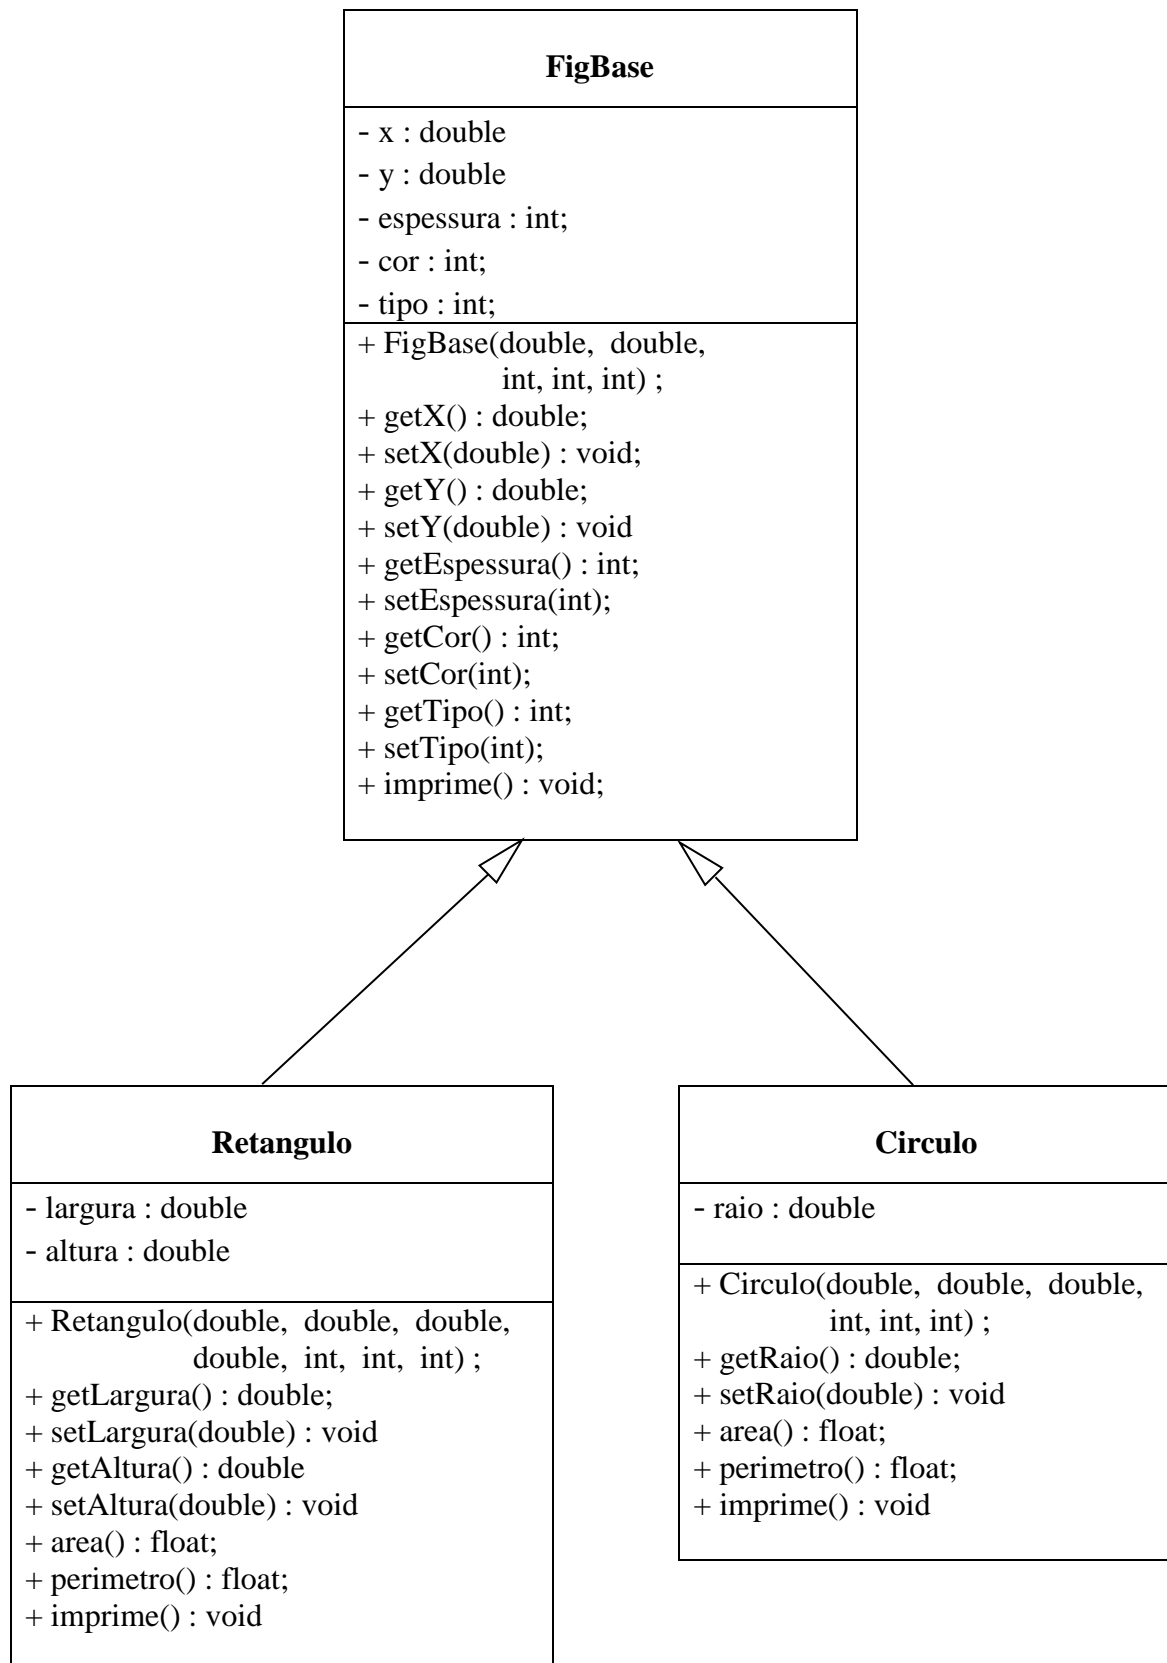 FigBase
- x : double
- y : double
- espessura : int;
- cor : int;
- tipo : int;
+ FigBase(double, double,
int, int, int) ;
+ getX() : double;
+ setX(double) : void;
+ getY() : double;
+ setY(double) : void
+ getEspessura() : int;
+ setEspessura(int);
+ getCor() : int;
+ setCor(int);
+ getTipo() : int;
+ setTipo(int);
+ imprime() : void;
Retangulo
- largura : double
- altura : double
+ Retangulo(double, double, double,
double, int, int, int) ;
+ getLargura() : double;
+ setLargura(double) : void
+ getAltura() : double
+ setAltura(double) : void
+ area() : float;
+ perimetro() : float;
+ imprime() : void
Circulo
- raio : double
+ Circulo(double, double, double,
int, int, int) ;
+ getRaio() : double;
+ setRaio(double) : void
+ area() : float;
+ perimetro() : float;
+ imprime() : void